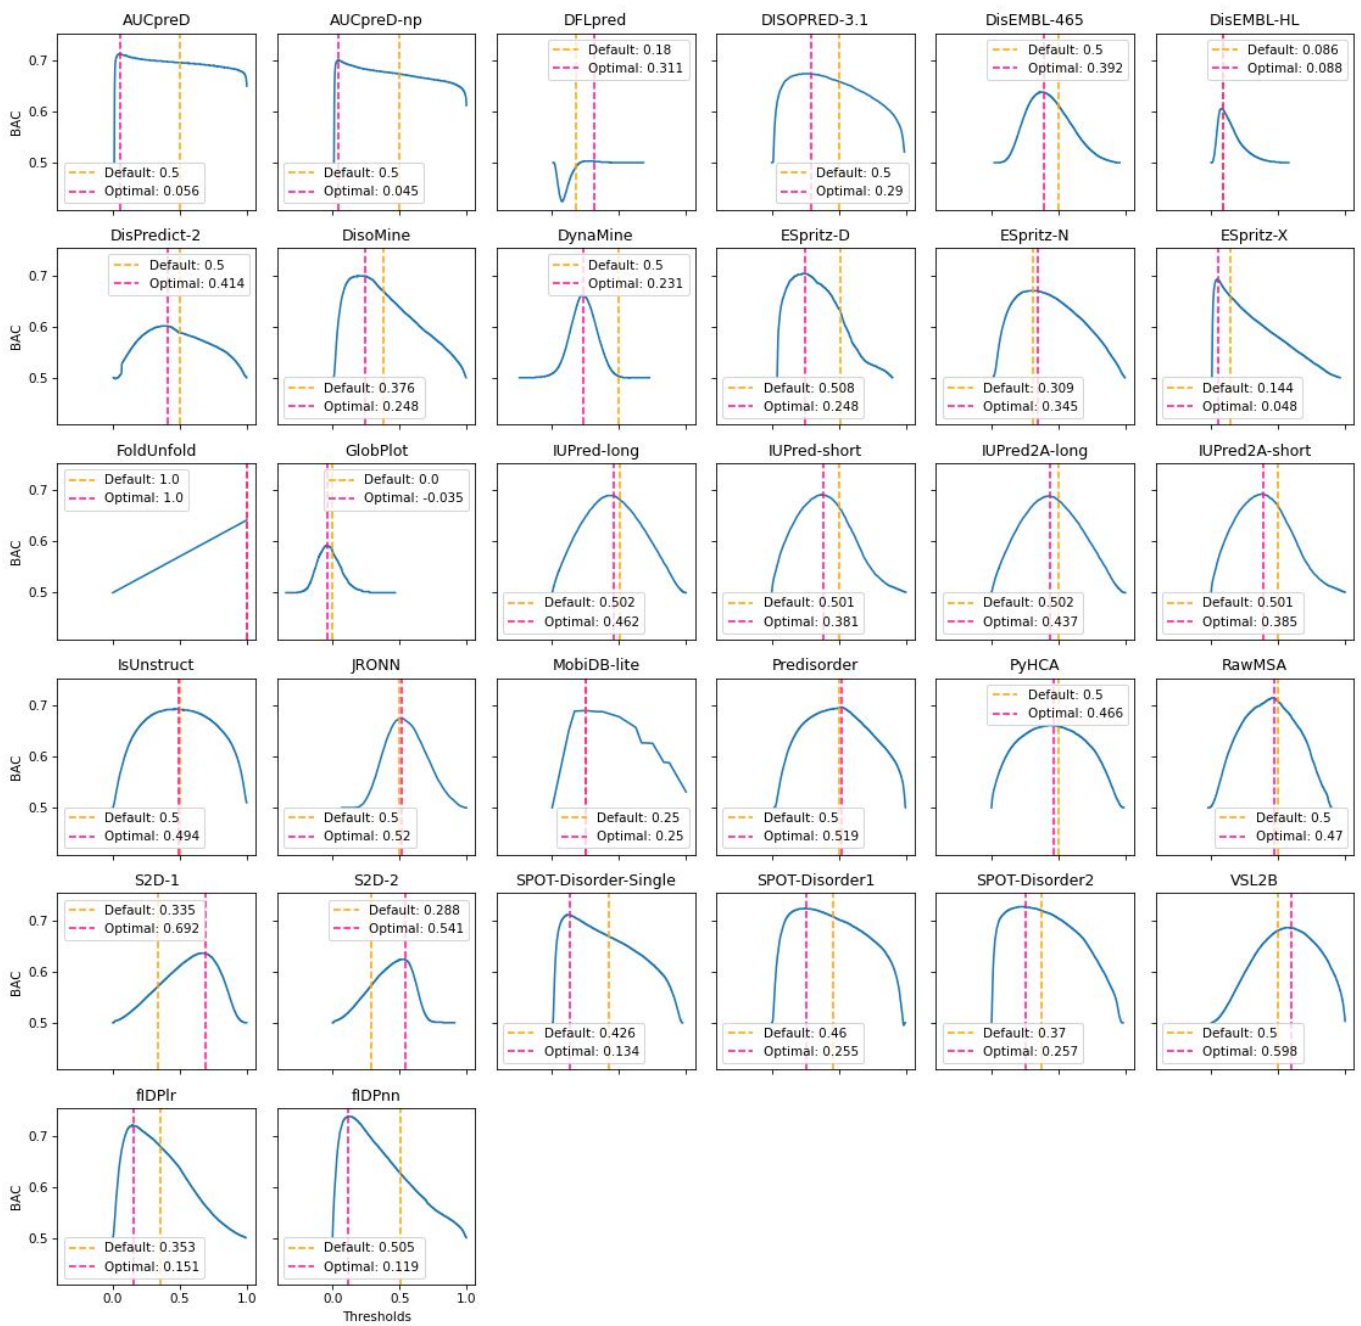 AUCpreD
AUCpreD-np
DFLpred
DISOPRED-3.1
DisEMBL-465
DisEMBL-HL
BAC
0.7
0.6
0.5
Default: 0.5
Optimal: 0.056
Default: 0.5
Optimal: 0.045
Default: 0.18
Optimal: 0.311
Default: 0.5
Optimal: 0.29
Default: 0.5
Optimal: 0.392
Default: 0.086
Optimal: 0.088
DisPredict-2
DisoMine
DynaMine
ESpritz-D
ESpritz-N
ESpritz-X
BAC
0.7
0.6
0.5
Default: 0.5
Optimal: 0.414
Default: 0.376
Optimal: 0.248
Default: 0.5
Optimal: 0.231
Default: 0.508
Optimal: 0.248
Default: 0.309
Optimal: 0.345
Default: 0.144
Optimal: 0.048
FoldUnfold
GlobPlot
IUPred-long
IUPred-short
IUPred2A-long
IUPred2A-short
BAC
0.7
0.6
0.5
Default: 1.0
Optimal: 1.0
Default: 0.0
Optimal: -0.035
Default: 0.502
Optimal: 0.462
Default: 0.501
Optimal: 0.381
Default: 0.502
Optimal: 0.437
Default: 0.501
Optimal: 0.385
IsUnstruct
JRONN
MobiDB-lite
Predisorder
PyHCA
RawMSA
BAC
0.7
0.6
0.5
Default: 0.5
Optimal: 0.494
Default: 0.5
Optimal: 0.52
Default: 0.25
Optimal: 0.25
Default: 0.5
Optimal: 0.519
Default: 0.5
Optimal: 0.466
Default: 0.5
Optimal: 0.47
S2D-1
S2D-2
SPOT-Disorder-Single
SPOT-Disorder1
SPOT-Disorder2
VSL2B
BAC
0.7
0.6
0.5
Default: 0.335
Optimal: 0.692
Default: 0.288
Optimal: 0.541
Default: 0.426
Optimal: 0.134
Default: 0.46
Optimal: 0.255
Default: 0.37
Optimal: 0.257
Default: 0.5
Optimal: 0.598
fIDPlr
fIDPnn
BAC
0.7
0.6
0.5
Default: 0.353
Optimal: 0.151
Default: 0.505
Optimal: 0.119
0.0 0.5 1.0
0.0 0.5 1.0
Thresholds